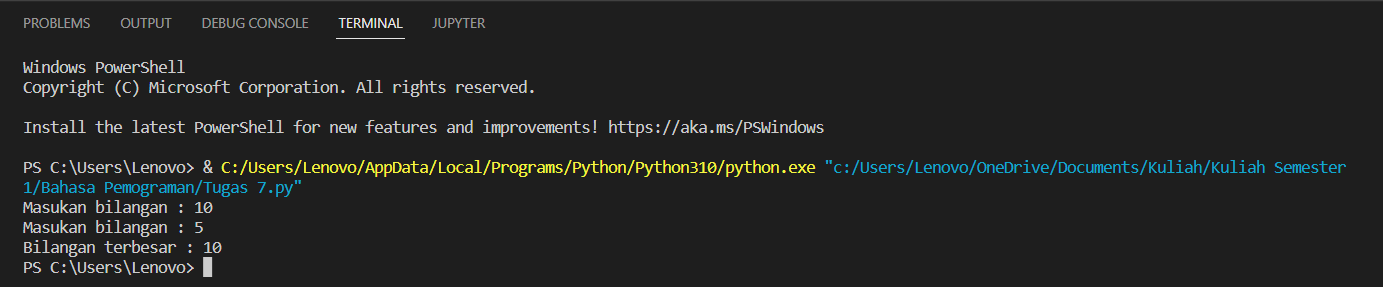 PROBLEMS OUTPUT DEBUG CONSOLE TERMINAL JUPYTER
Windows PowerShell
Copyright (C) Microsoft Corporation. All rights reserved.
Install the latest PowerShell for new features and improvements! https://aka.ms/PSWindows
PS C:\Users\Lenovo> & C:/Users/Lenovo/AppData/Local/Programs/Python/Python310/python.exe "c:/Users/Lenovo/OneDrive/Documents/Kuliah/Kuliah Semester
1/Bahasa Pemograman/Tugas 7.py"
Masukan bilangan : 10
Masukan bilangan : 5
Bilangan terbesar : 10
PS C:\Users\Lenovo>